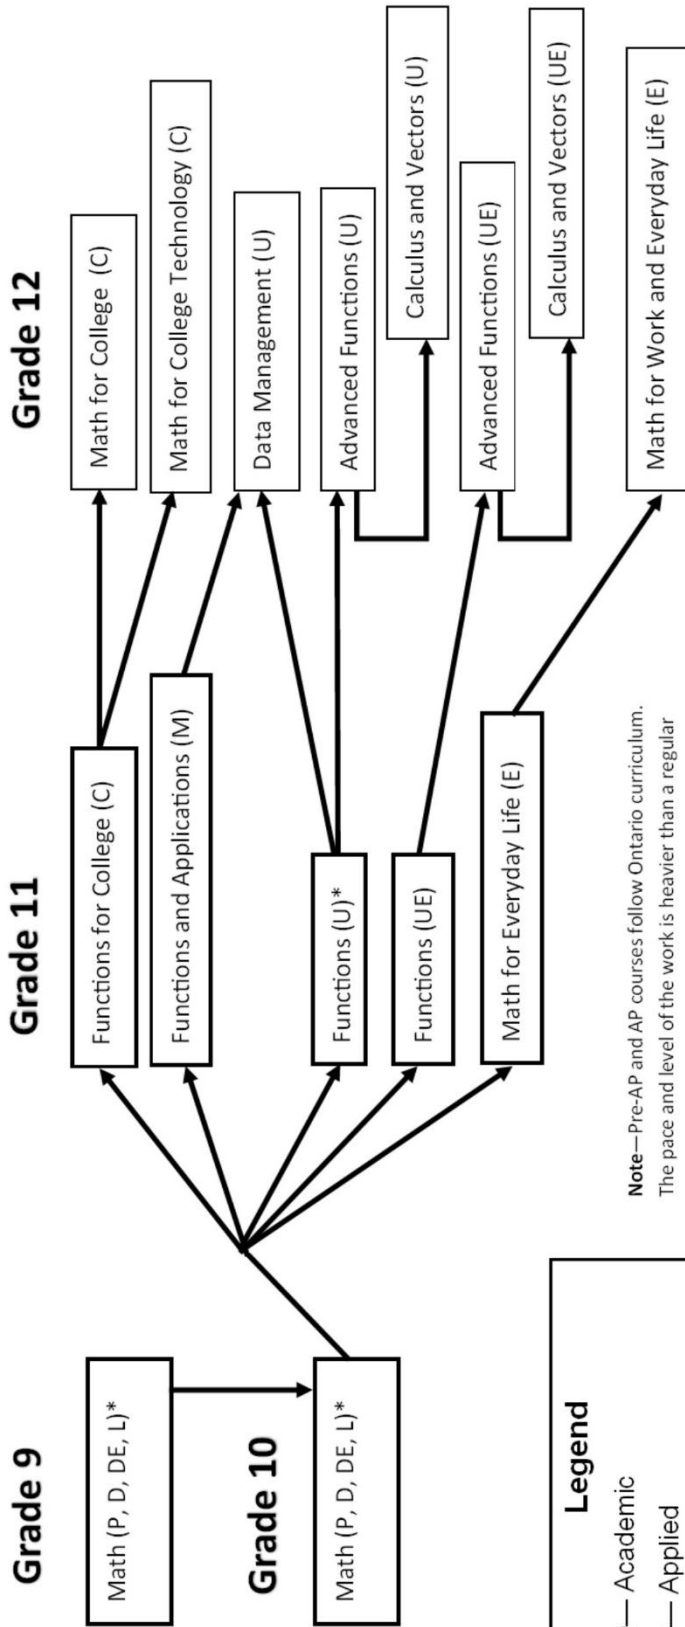 Grade 9
Math (P, D, DE, L)*
Grade 10
Math (P, D, DE, L)*
Grade 11
Functions for College (C)
Functions and Applications (M)
Functions (U)*
Functions (UE)
Math for Everyday Life (E)
Grade 12
Math for College (C)
Math for College Technology (C)
Data Management (U)
Advanced Functions (U)
Calculus and Vectors (U)
Advanced Functions (UE)
Calculus and Vectors (UE)
Math for Work and Everyday Life (E)
Legend
— Academic
— Applied
Note—Pre-AP and AP courses follow Ontario curriculum.
The pace and level of the work is heavier than a regular